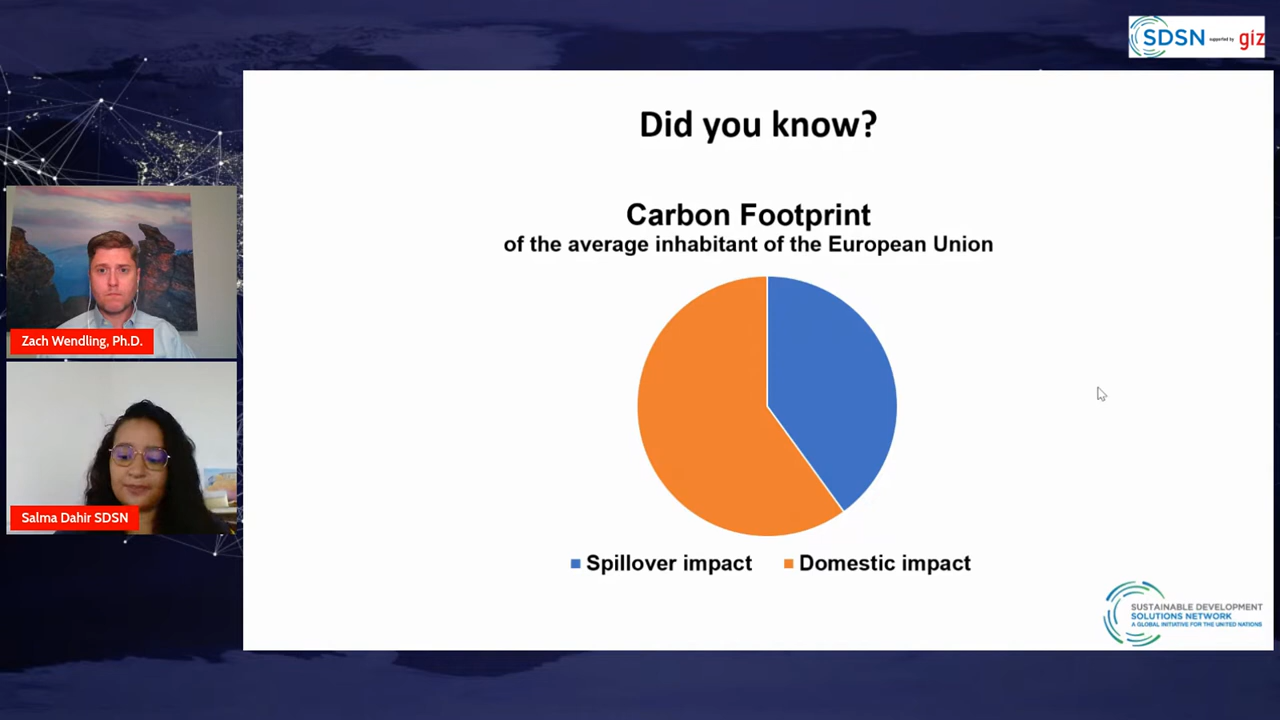 SDSN supported by giz
Did you know?
Carbon Footprint
of the average inhabitant of the European Union
Zach Wendling, Ph.D.
Salma Dahir SDSN
Spillover impact Domestic impact
SUSTAINABLE DEVELOPMENT
SOLUTIONS NETWORK
A GLOBAL INITIATIVE FOR THE UNITED NATIONS